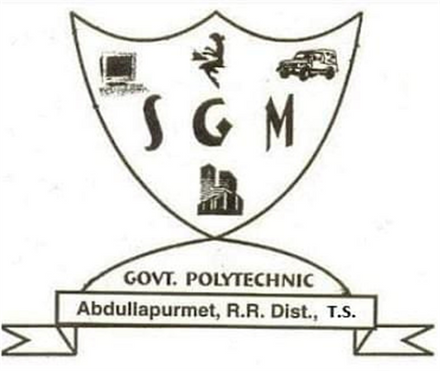 S G M
GOVT. POLYTECHNIC
Abdullapurmet, R.R. Dist., T.S.